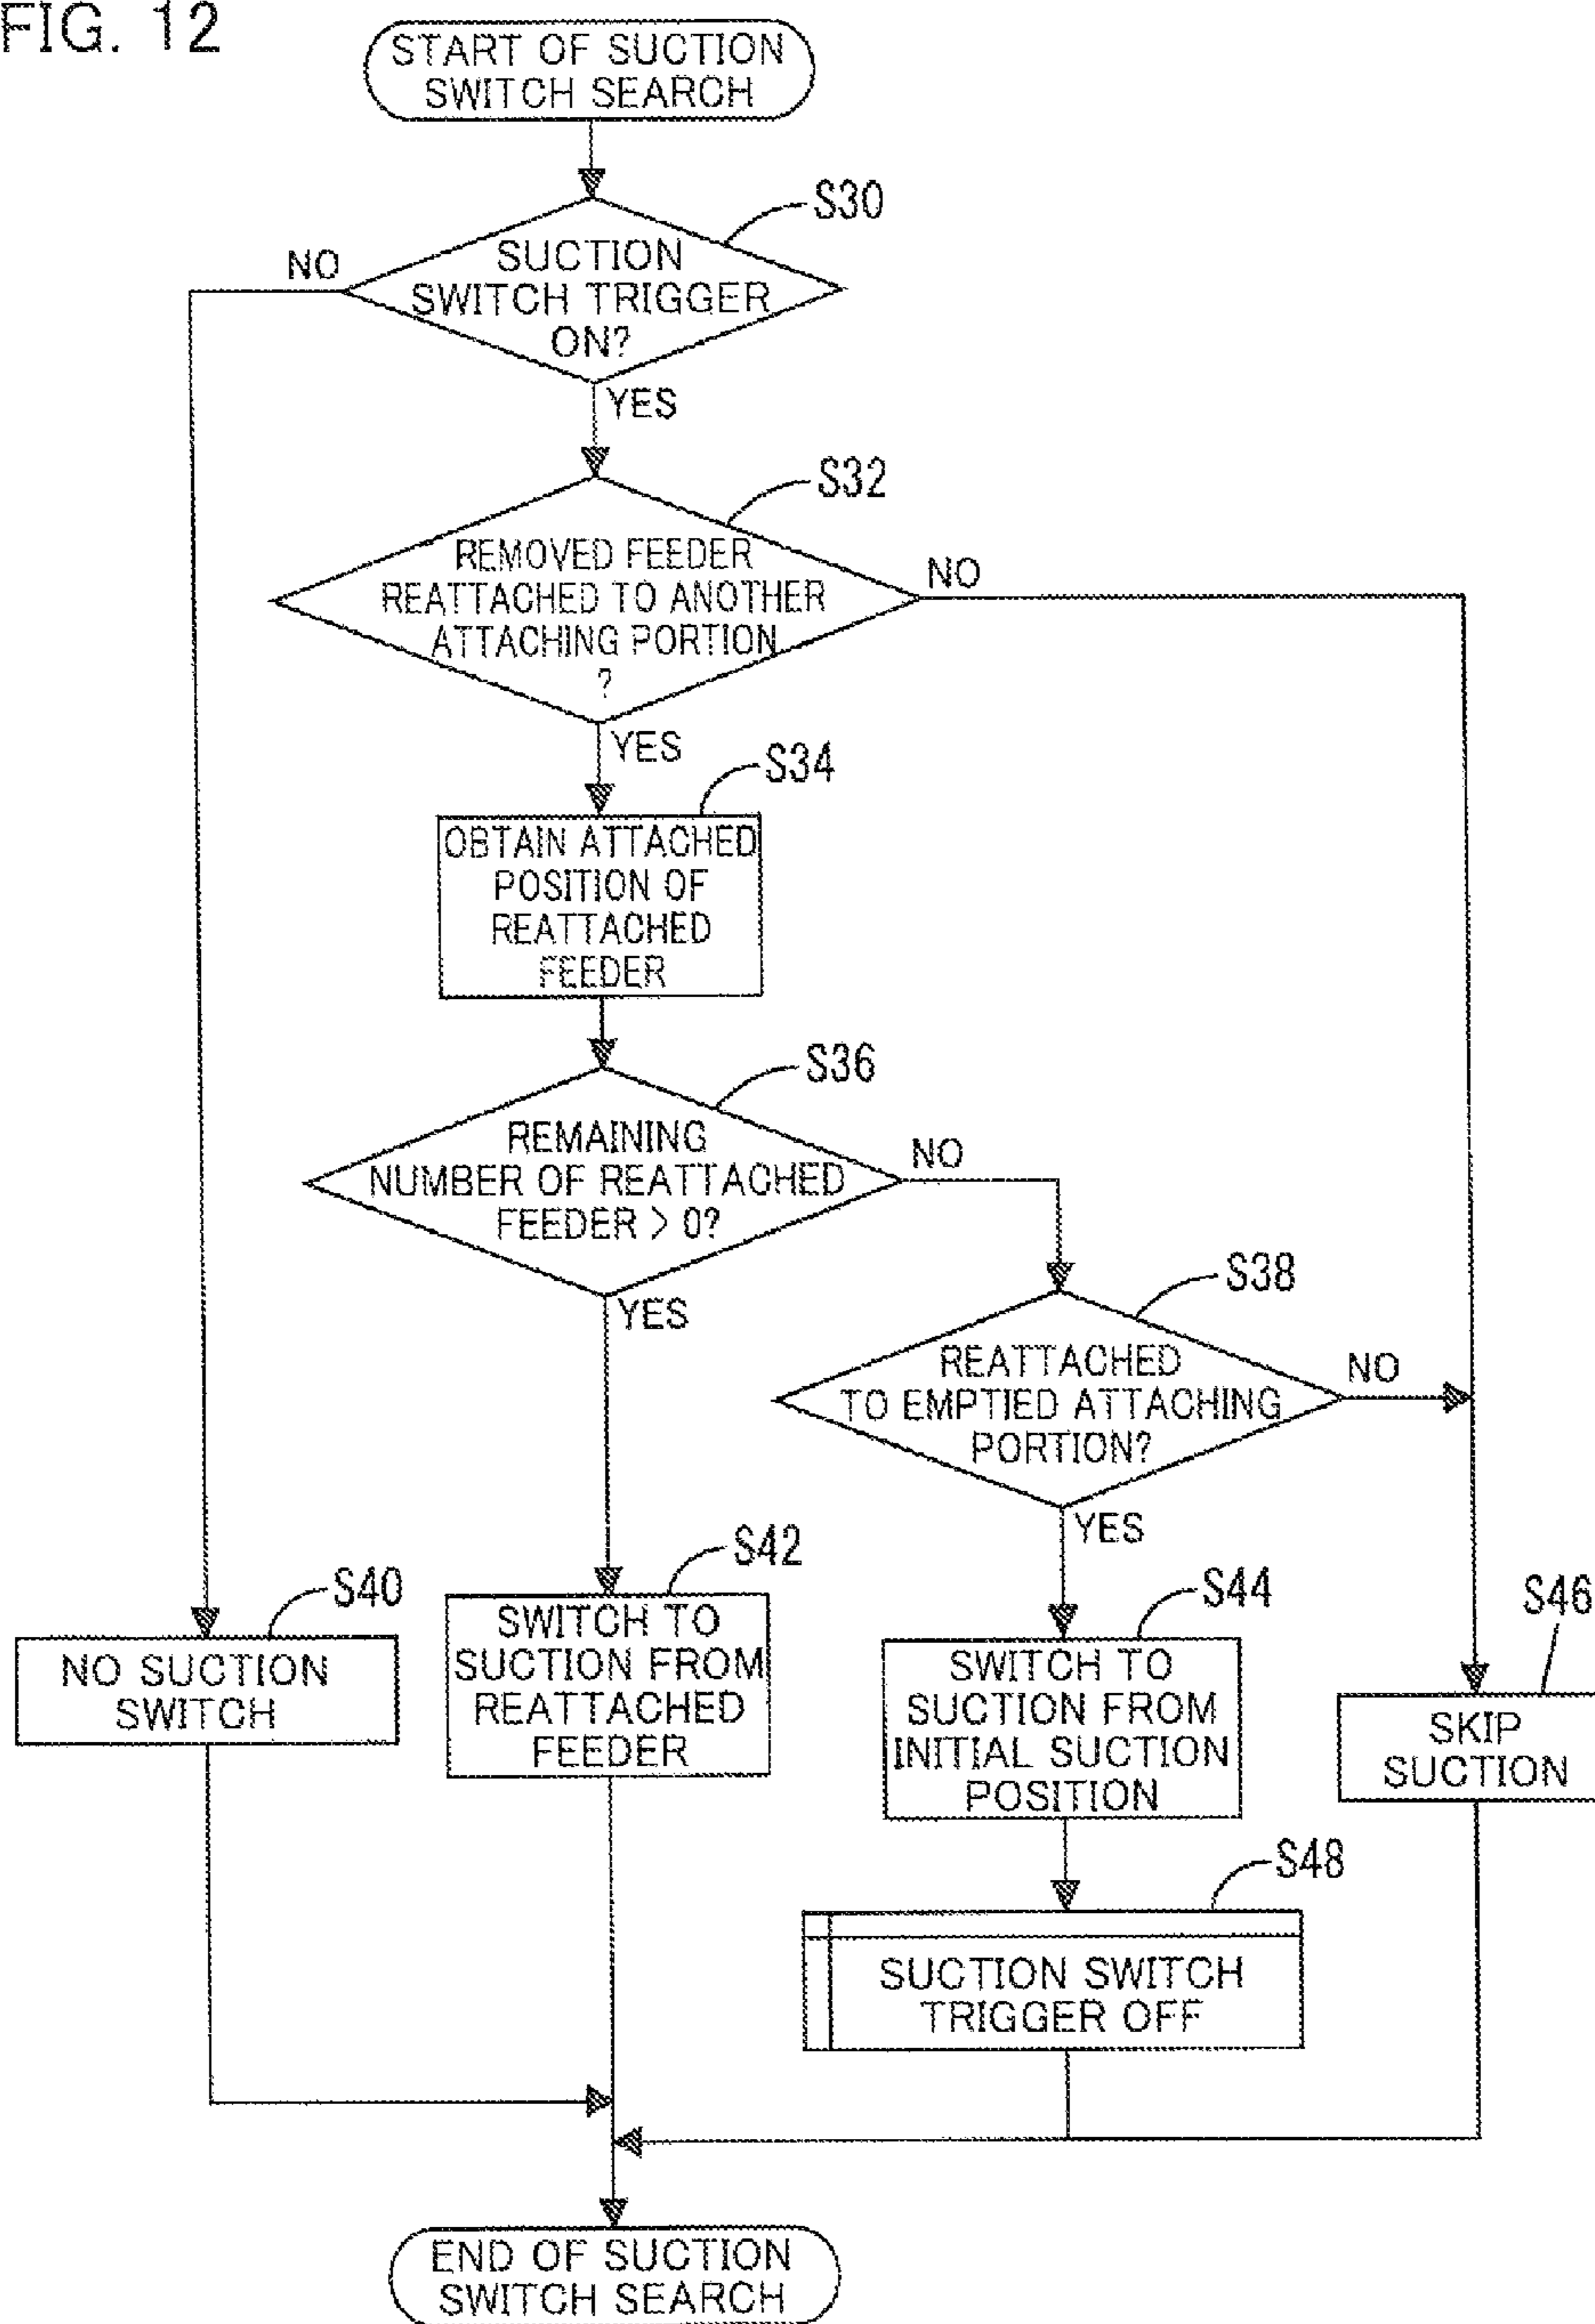 FIG. 12
START OF SUCTION
SWITCH SEARCH
S30
SUCTION
SWITCH TRIGGER
ON?
NO
YES
S32
REMOVED FEEDER
REATTACHED TO ANOTHER
ATTACHING PORTION
?
NO
YES
S34
OBTAIN ATTACHED
POSITION OF
REATTACHED
FEEDER
S36
REMAINING
NUMBER OF REATTACHED
FEEDER > 0?
NO
YES
S38
REATTACHED
TO EMPTIED ATTACHING
PORTION?
NO
YES
S40
NO SUCTION
SWITCH
S42
SWITCH TO
SUCTION FROM
REATTACHED
FEEDER
S44
SWITCH TO
SUCTION FROM
INITIAL SUCTION
POSITION
S46
SKIP
SUCTION
S48
SUCTION SWITCH
TRIGGER OFF
END OF SUCTION
SWITCH SEARCH